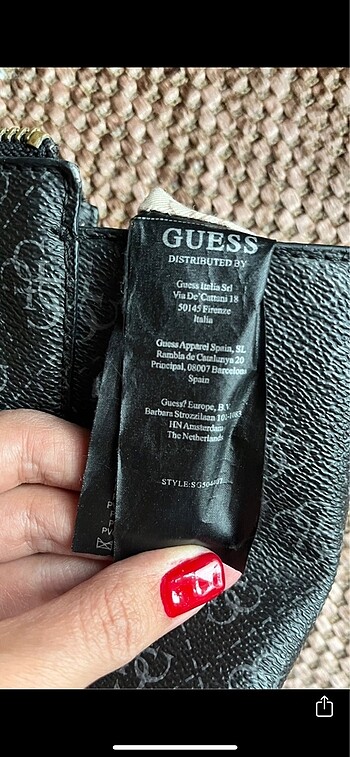 GUESS
DISTRIBUTED BY
Guess Italia Srl
Via De' Cattani 18
50145 Firenze
Italia
Guess Apparel Spain, SL
Rambla de Catalunya 20
Principal, 08007 Barcelona
Spain
Guess? Europe, B.V.
Barbara Strozzilaan 101-1083
HN Amsterdam
The Netherlands